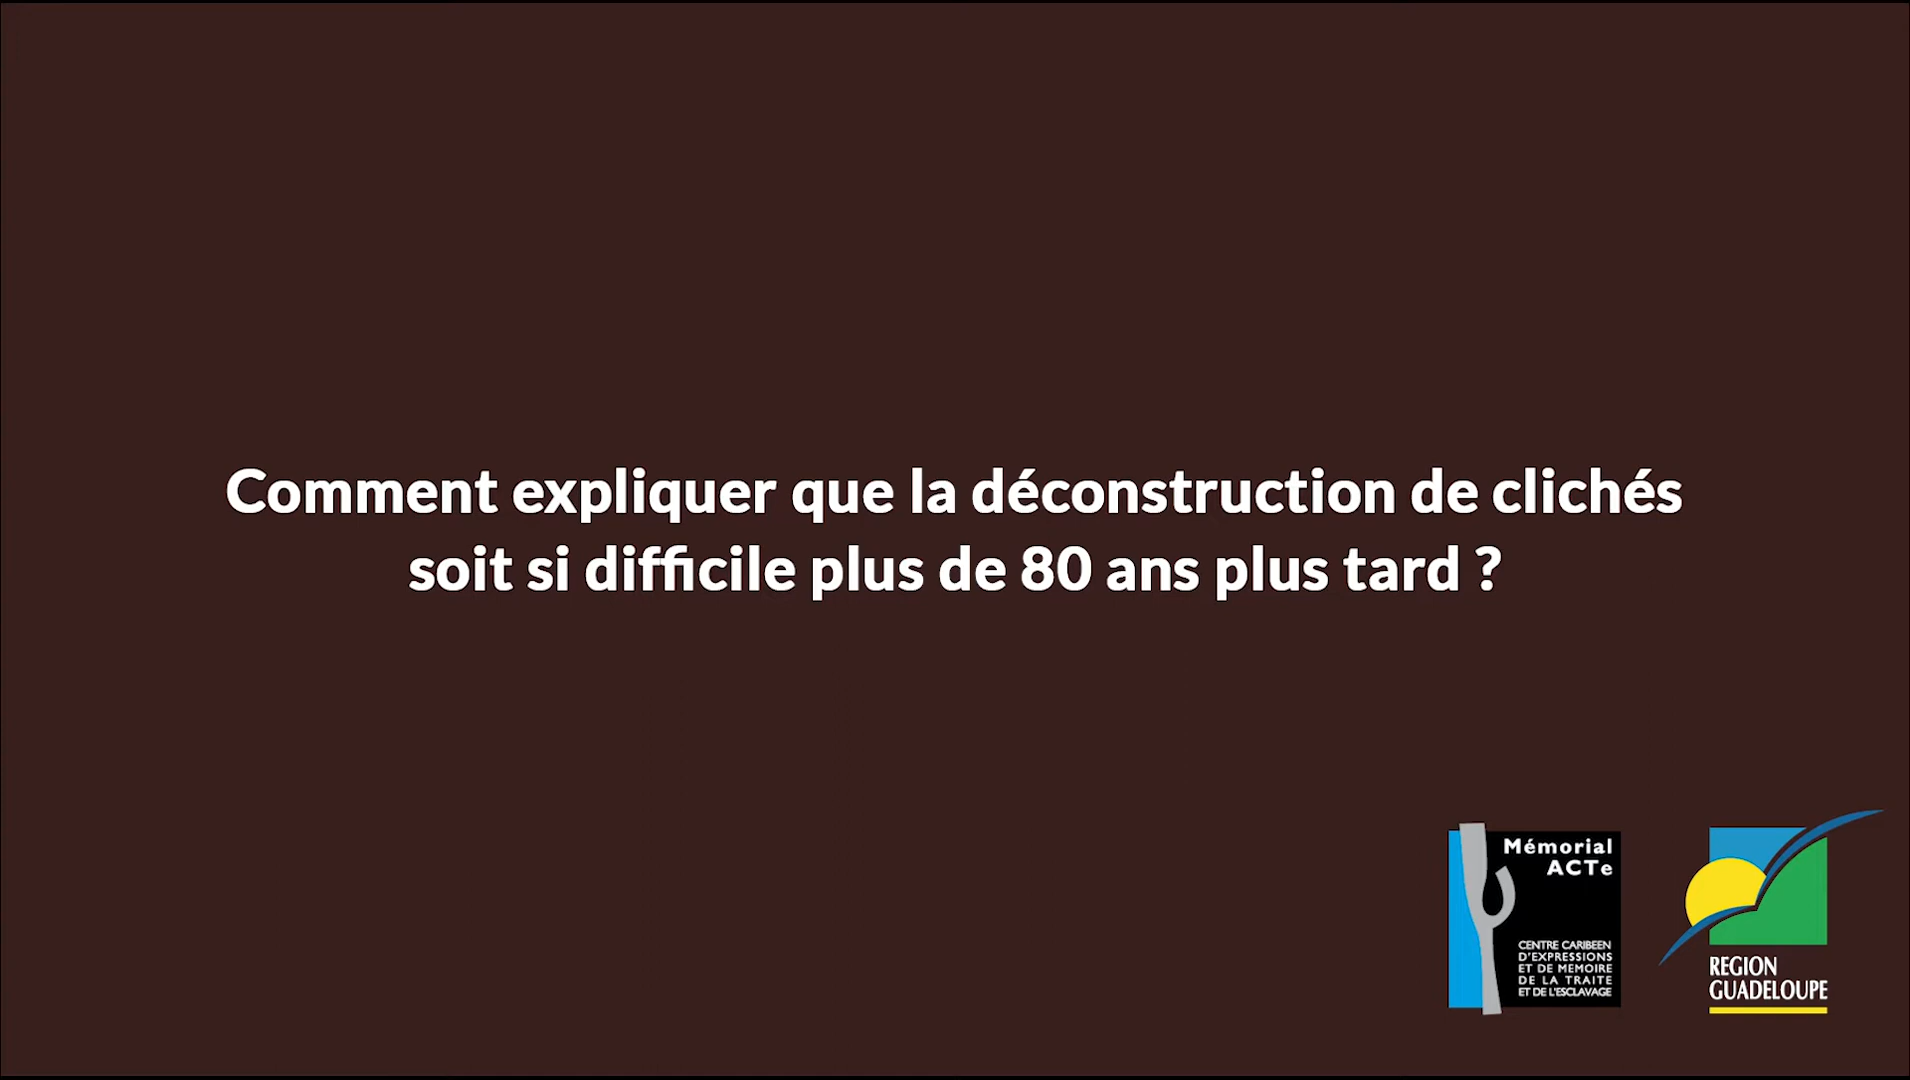 Comment expliquer que la déconstruction de clichés
soit si difficile plus de 80 ans plus tard ?
Mémorial
ACTe
CENTRE CARIBEEN
D'EXPRESSIONS
ET DE MEMOIRE
DE LA TRAITE
ET DE L'ESCLAVAGE
REGION
GUADELOUPE